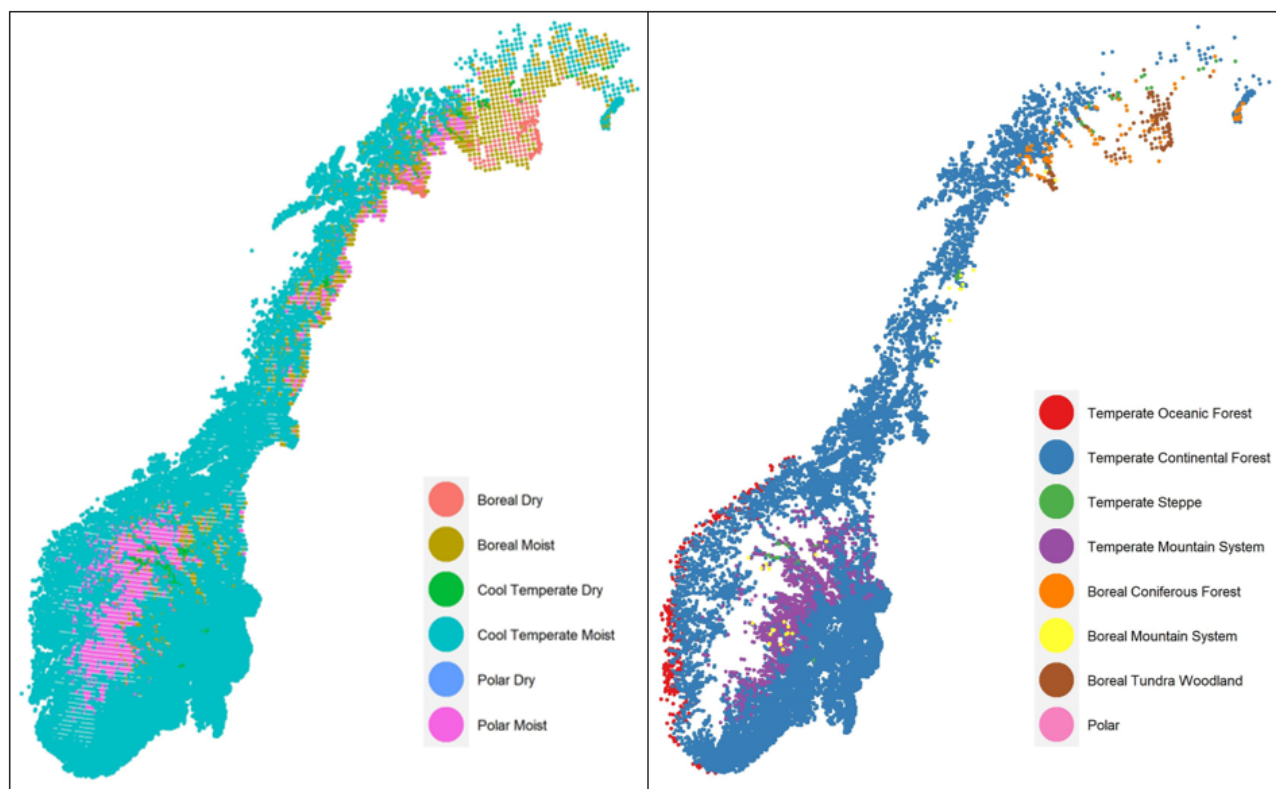 Boreal Dry
Boreal Moist
Cool Temperate Dry
Cool Temperate Moist
Polar Dry
Polar Moist
Temperate Oceanic Forest
Temperate Continental Forest
Temperate Steppe
Temperate Mountain System
Boreal Coniferous Forest
Boreal Mountain System
Boreal Tundra Woodland
Polar